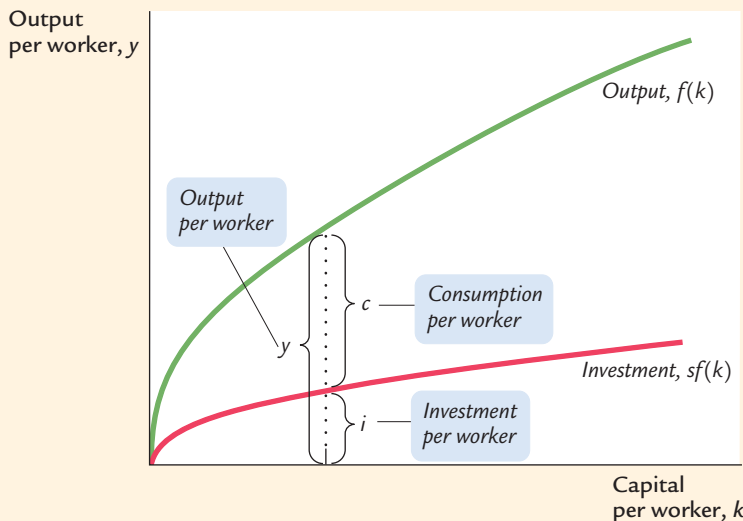 Output
per worker, y
Output, f(k)
Output
per worker
c
Consumption
per worker
y
Investment, sf(k)
i
Investment
per worker
Capital
per worker, k